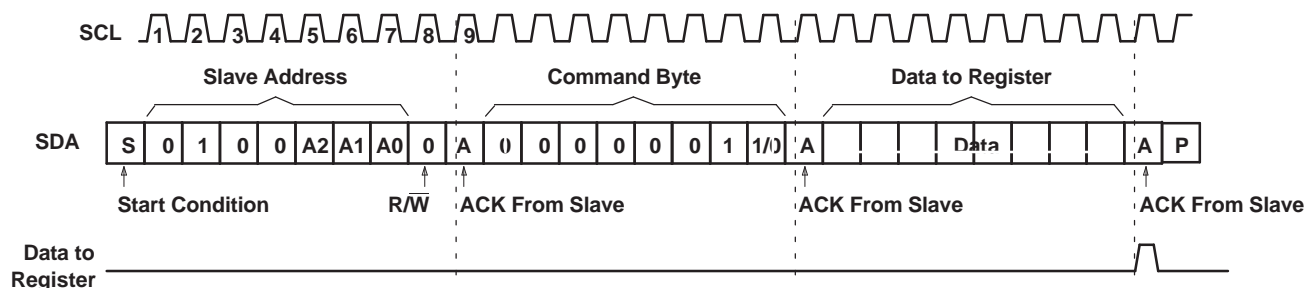 SCL 1 2 3 4 5 6 7 8 9
Slave Address Command Byte Data to Register
SDA S 0 1 0 0 A2 A1 A0 0 A 0 0 0 0 0 0 1 1/0 A Data A P
Start Condition R/W ACK From Slave ACK From Slave ACK From Slave
Data to
Register